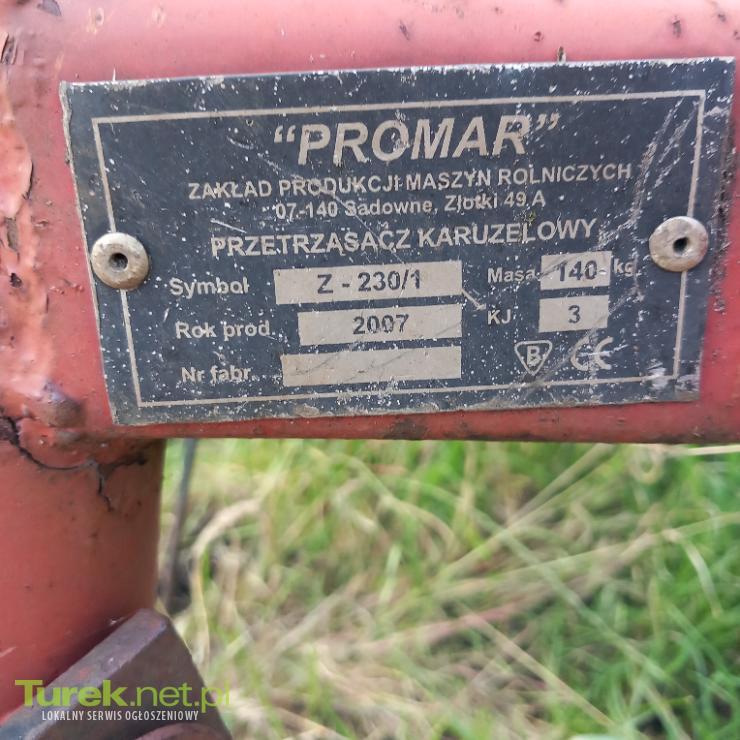 "PROMAR"
ZAKŁAD PRODUKCJI MASZYN ROLNICZYCH
07-140 Sadowne, Zlotki 49 A
PRZETRZĄSACZ KARUZELOWY
Symbol Z - 230/1 Masa 140 kg
Rok prod. 2007 KJ 3
Nr fabr. B CE
Turek.net.pl
LOKALNY SERWIS OGŁOSZENIOWY